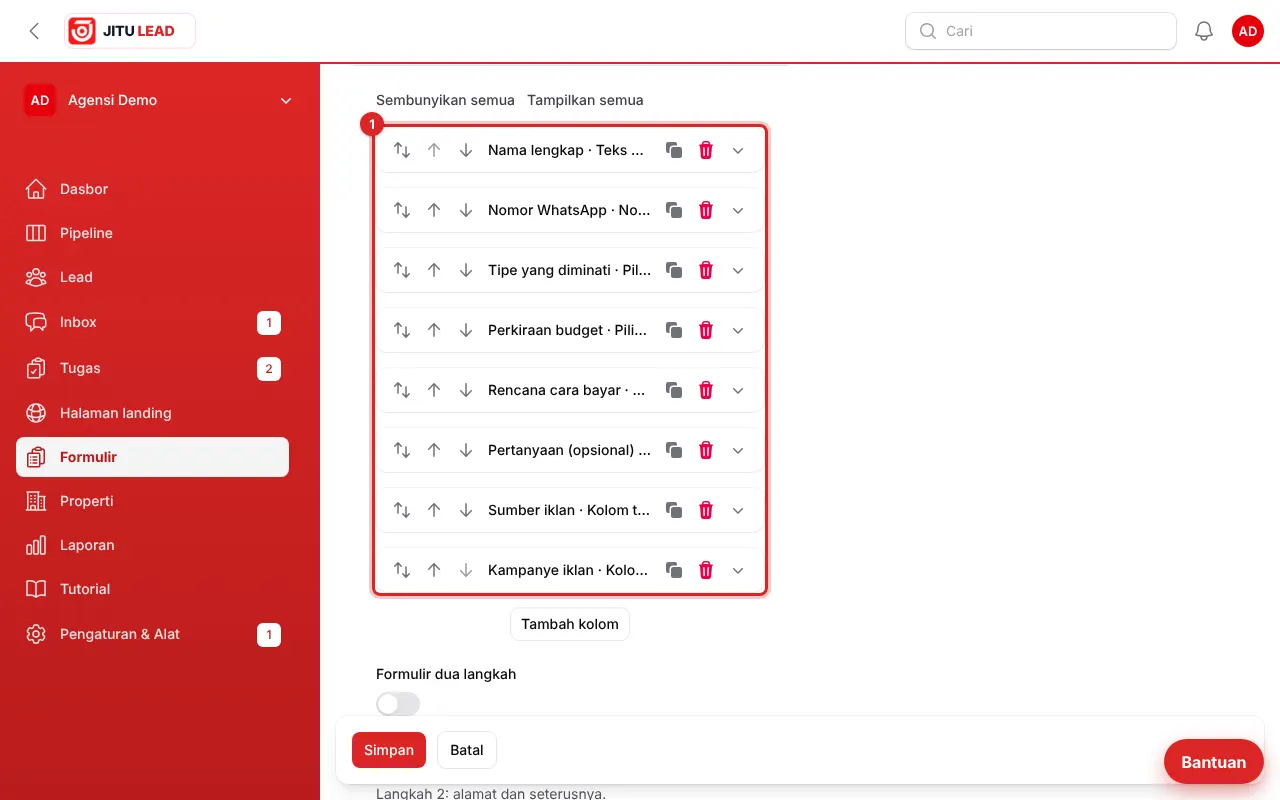 JITU LEAD
Cari
AD
AD
Agensi Demo
Dasbor
Pipeline
Lead
Inbox
1
Tugas
2
Halaman landing
Formulir
Properti
Laporan
Tutorial
Pengaturan & Alat
1
Sembunyikan semua Tampilkan semua
1
Nama lengkap · Teks ...
Nomor WhatsApp · No...
Tipe yang diminati · Pil...
Perkiraan budget · Pili...
Rencana cara bayar · ...
Pertanyaan (opsional) ...
Sumber iklan · Kolom t...
Kampanye iklan · Kolo...
Tambah kolom
Formulir dua langkah
Simpan
Batal
Bantuan
Langkah 2: alamat dan seterusnya.